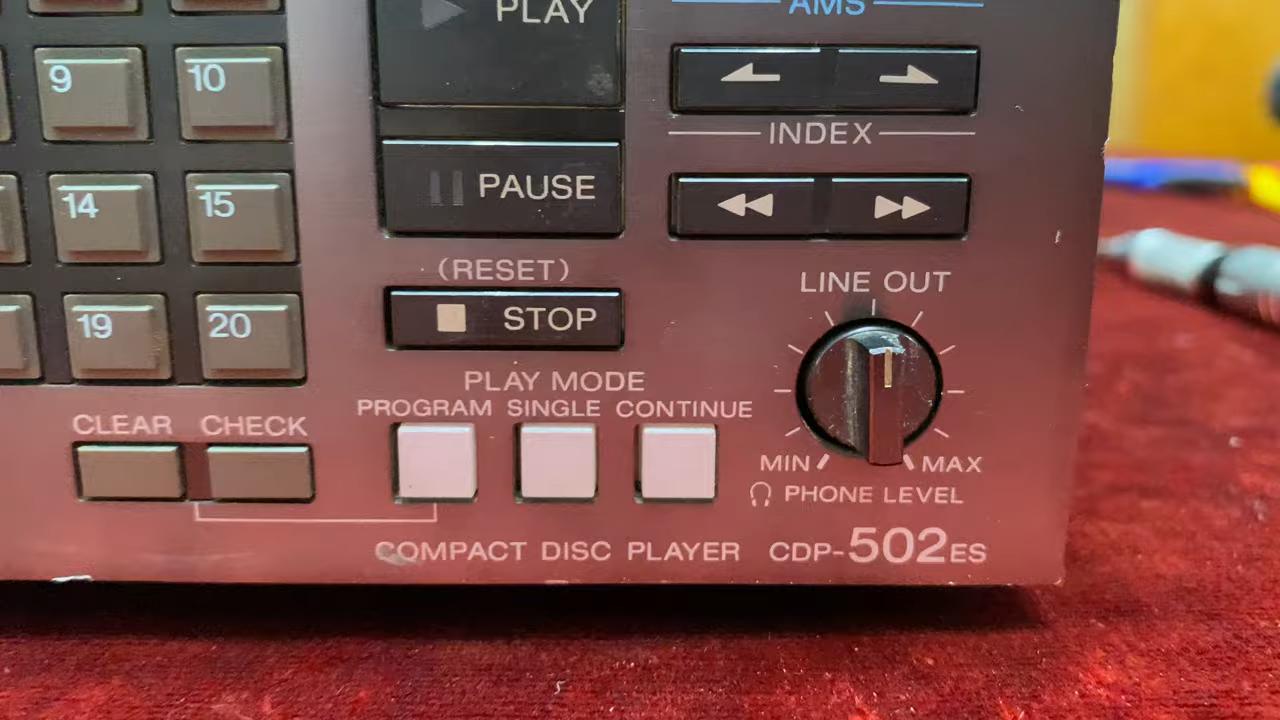 PLAY
AMS
9
10
INDEX
PAUSE
14
15
(RESET)
LINE OUT
STOP
19
20
PLAY MODE
PROGRAM SINGLE CONTINUE
CLEAR CHECK
MIN MAX
PHONE LEVEL
COMPACT DISC PLAYER CDP-502ES